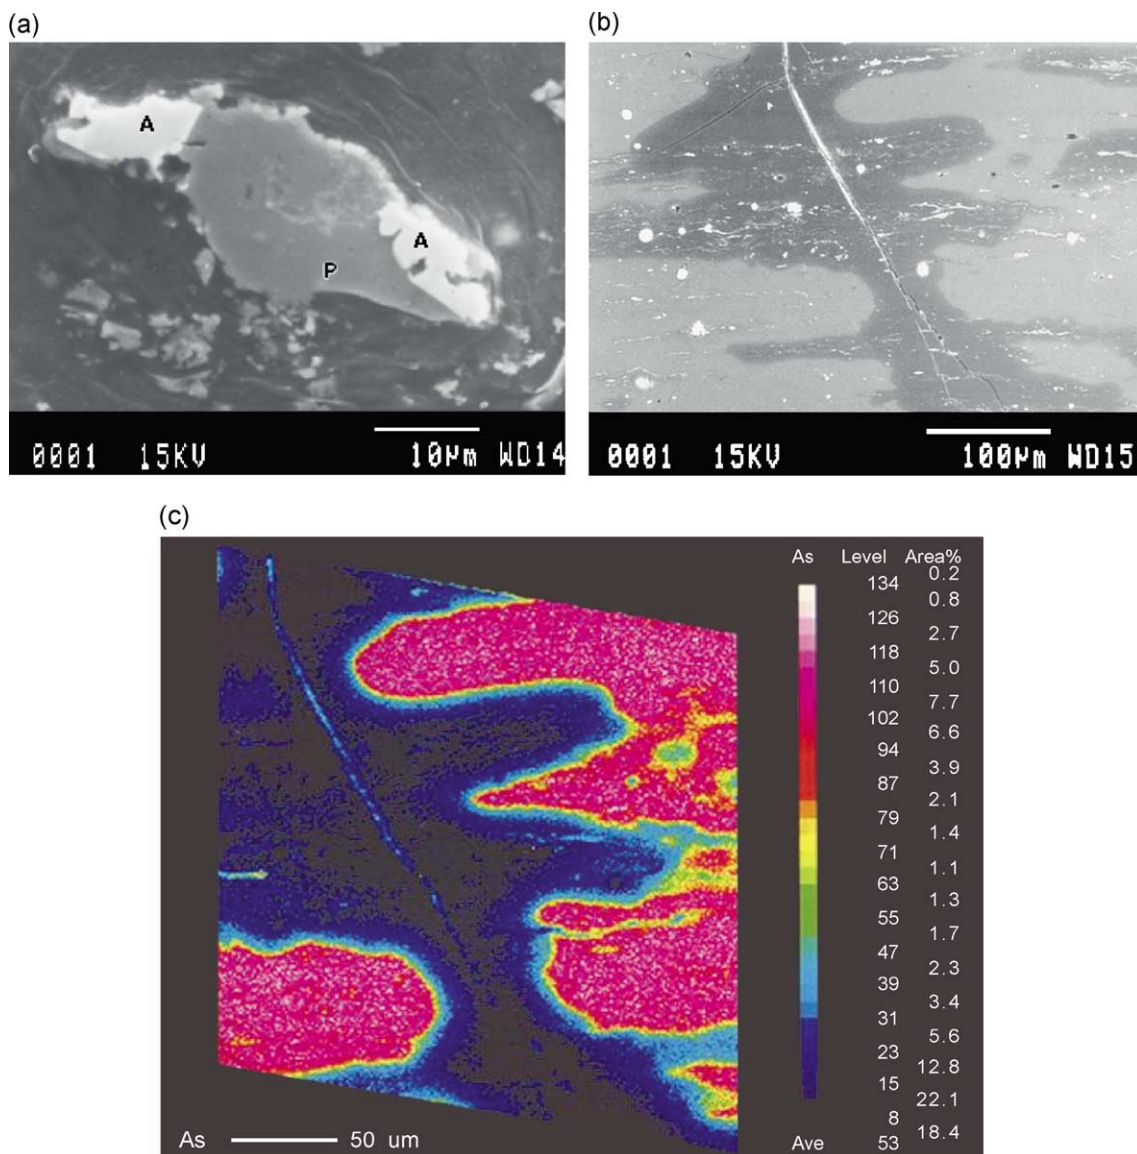 (a)
(b)
A
A
P
0001 15KV 10µm WD14
0001 15KV 100µm WD15
(c)
As Level Area%
134 0.2
126 0.8
118 2.7
110 5.0
102 7.7
94 6.6
87 3.9
79 2.1
71 1.4
63 1.1
55 1.3
47 1.7
39 2.3
31 3.4
23 5.6
15 12.8
8 22.1
18.4
Ave 53
As 50 um